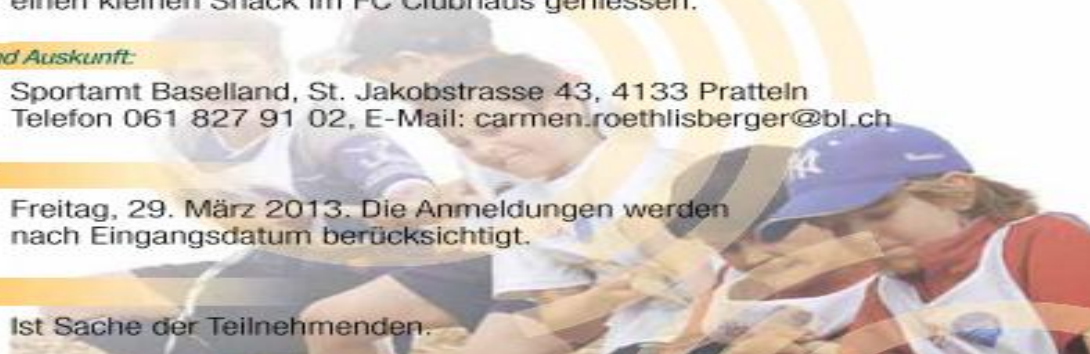 einen kleinen Snack im FC Clubhaus geniessen.
nd Auskunft:
Sportamt Baselland, St. Jakobstrasse 43, 4133 Pratteln
Telefon 061 827 91 02, E-Mail: carmen.roethlisberger@bl.ch
Freitag, 29. März 2013. Die Anmeldungen werden
nach Eingangsdatum berücksichtigt.
Ist Sache der Teilnehmenden.